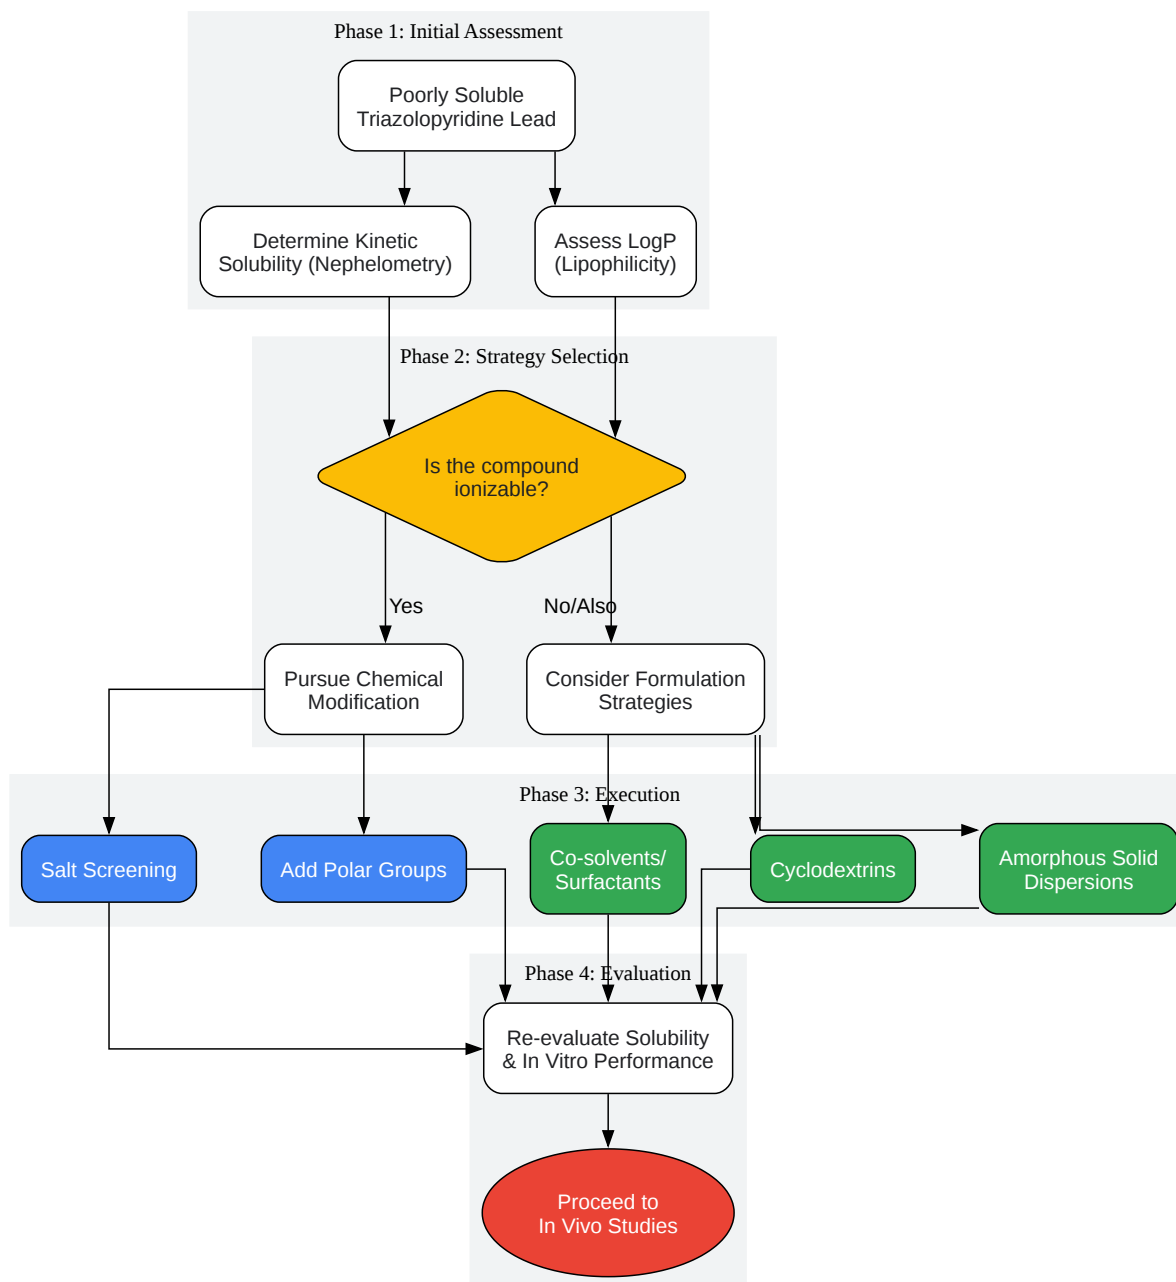 Phase 1: Initial Assessment
Poorly Soluble
Triazolopyridine Lead
Determine Kinetic
Solubility (Nephelometry)
Assess LogP
(Lipophilicity)
Phase 2: Strategy Selection
Is the compound
ionizable?
Yes
No/Also
Pursue Chemical
Modification
Consider Formulation
Strategies
Phase 3: Execution
Salt Screening
Add Polar Groups
Co-solvents/
Surfactants
Cyclodextrins
Amorphous Solid
Dispersions
Phase 4: Evaluation
Re-evaluate Solubility
& In Vitro Performance
Proceed to
In Vivo Studies